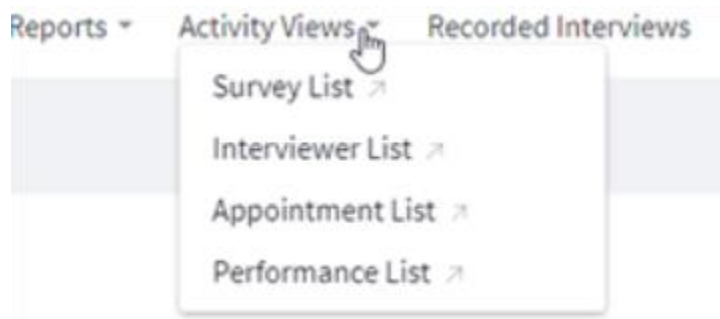 Reports Activity Views Recorded Interviews
Survey List
Interviewer List
Appointment List
Performance List